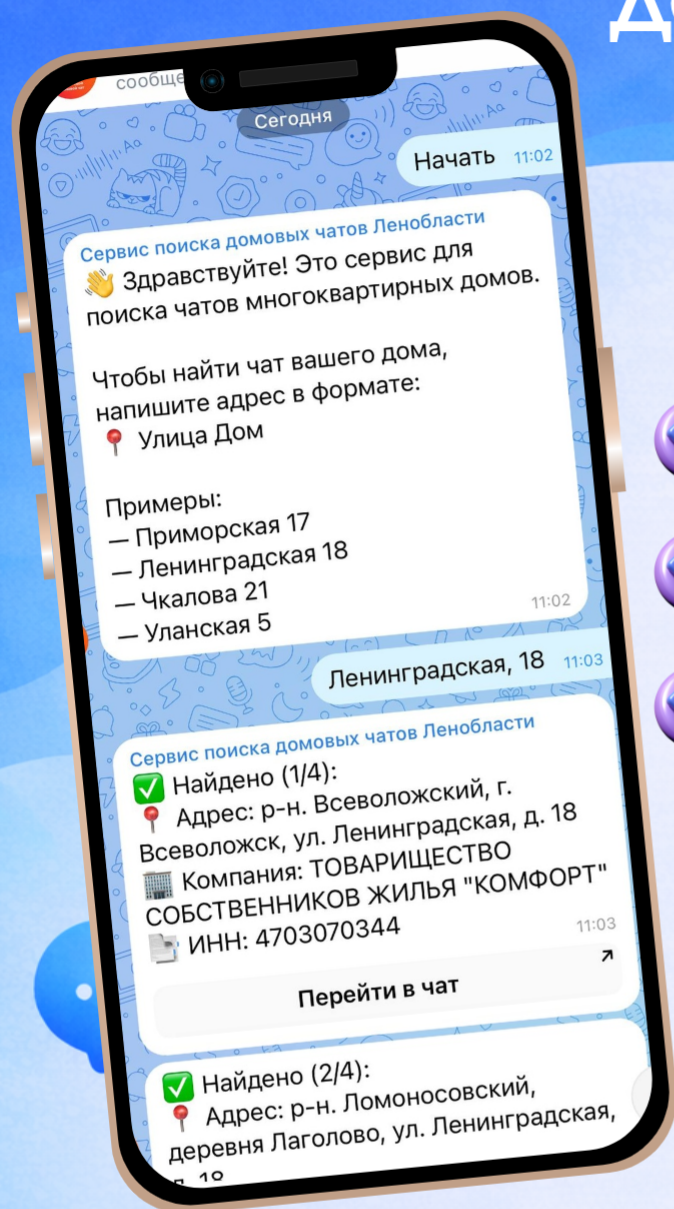 сообще
Сегодня
Начать 11:02
Сервис поиска домовых чатов Ленобласти
👋 Здравствуйте! Это сервис для
поиска чатов многоквартирных домов.
Чтобы найти чат вашего дома,
напишите адрес в формате:
📍 Улица Дом
Примеры:
— Приморская 17
— Ленинградская 18
— Чкалова 21
— Уланская 5
11:02
Ленинградская, 18 11:03
Сервис поиска домовых чатов Ленобласти
✅ Найдено (1/4):
📍 Адрес: р-н. Всеволожский, г.
Всеволожск, ул. Ленинградская, д. 18
🏢 Компания: ТОВАРИЩЕСТВО
СОБСТВЕННИКОВ ЖИЛЬЯ "КОМФОРТ"
📄 ИНН: 4703070344
11:03
Перейти в чат
✅ Найдено (2/4):
📍 Адрес: р-н. Ломоносовский,
деревня Лаголово, ул. Ленинградская,
д. 18